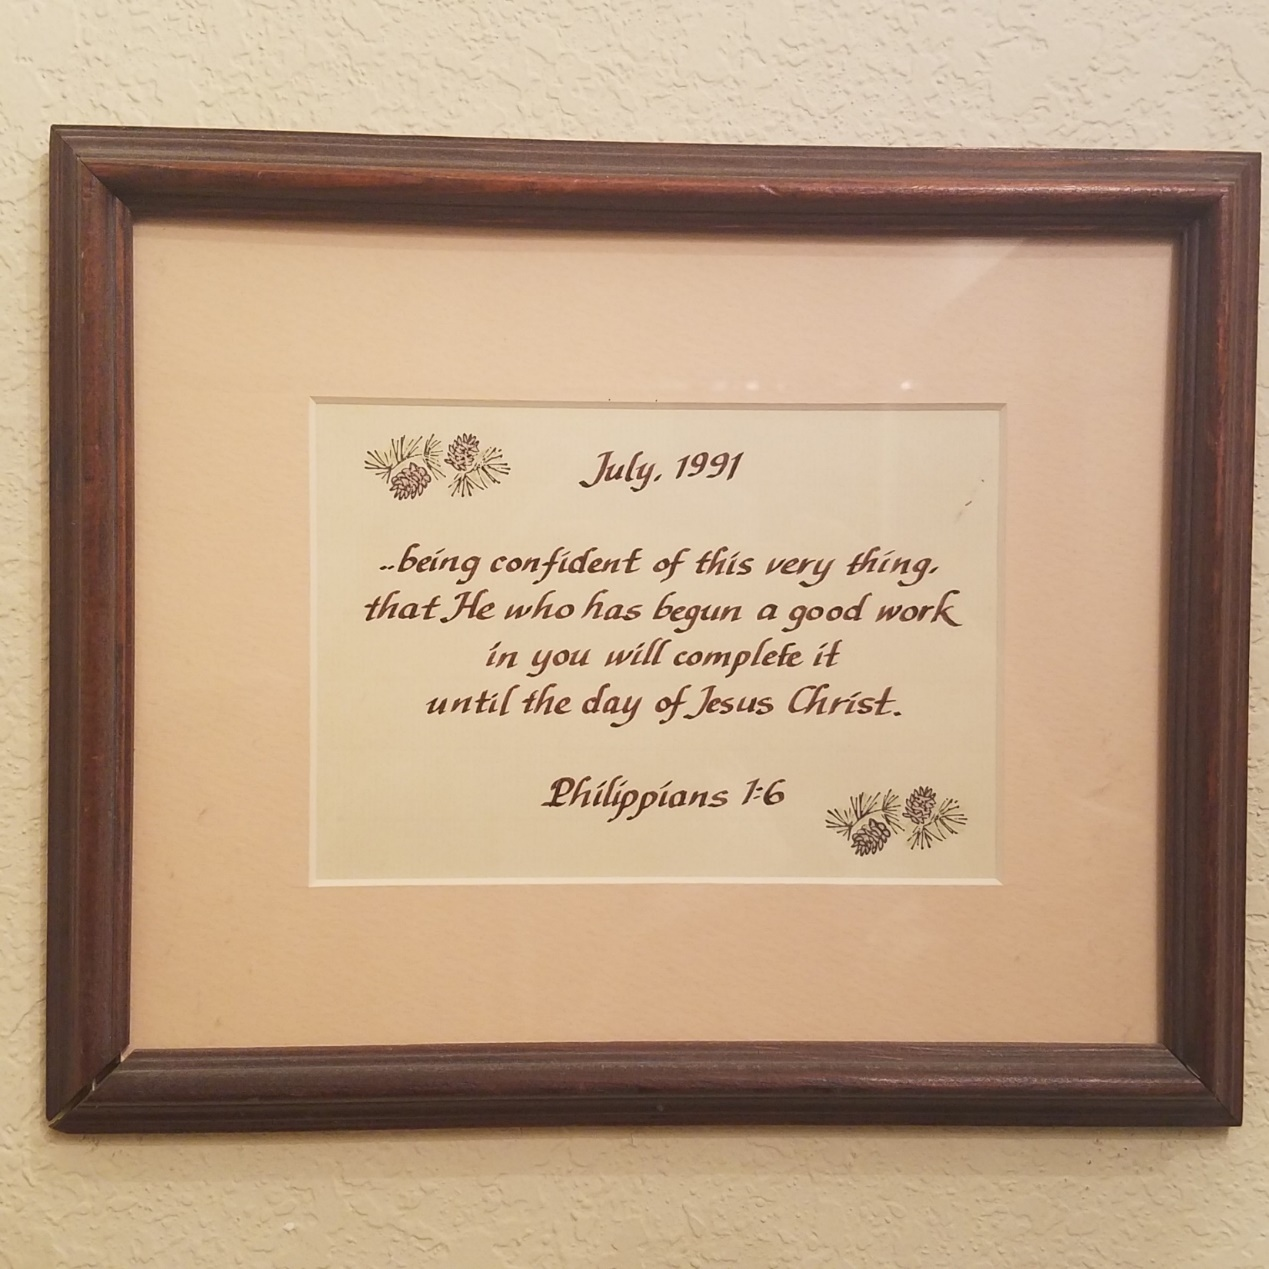 July, 1991
...being confident of this very thing,
that He who has begun a good work
in you will complete it
until the day of Jesus Christ.
Philippians 1:6